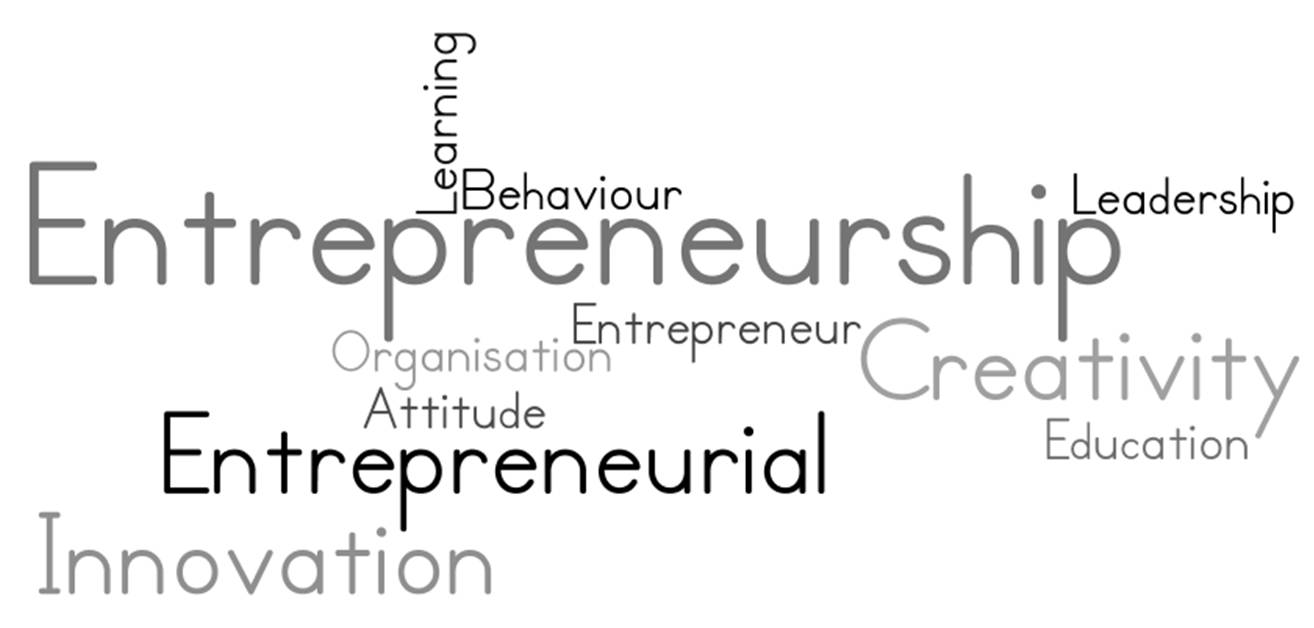 Learning
Behaviour
Leadership
Entrepreneurship
Entrepreneur
Organisation
Creativity
Attitude
Education
Entrepreneurial
Innovation